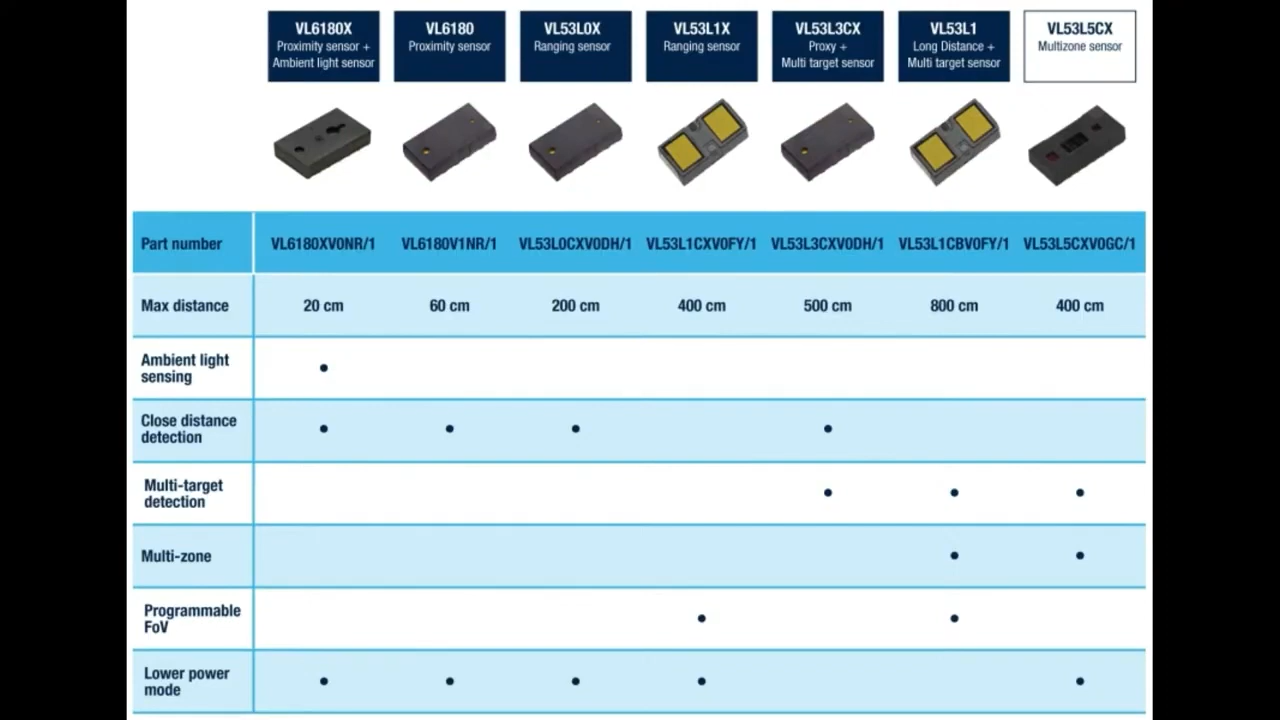 VL6180X
Proximity sensor +
Ambient light sensor
VL6180
Proximity sensor
VL53L0X
Ranging sensor
VL53L1X
Ranging sensor
VL53L3CX
Proxy +
Multi target sensor
VL53L1
Long Distance +
Multi target sensor
VL53L5CX
Multizone sensor
Part number VL6180XV0NR/1 VL6180V1NR/1 VL53L0CXV0DH/1 VL53L1CXV0FY/1 VL53L3CXV0DH/1 VL53L1CBV0FY/1 VL53L5CXV0GC/1
Max distance 20 cm 60 cm 200 cm 400 cm 500 cm 800 cm 400 cm
Ambient light
sensing •
Close distance
detection • • • •
Multi-target
detection • • •
Multi-zone • •
Programmable
FoV • •
Lower power
mode • • • • •